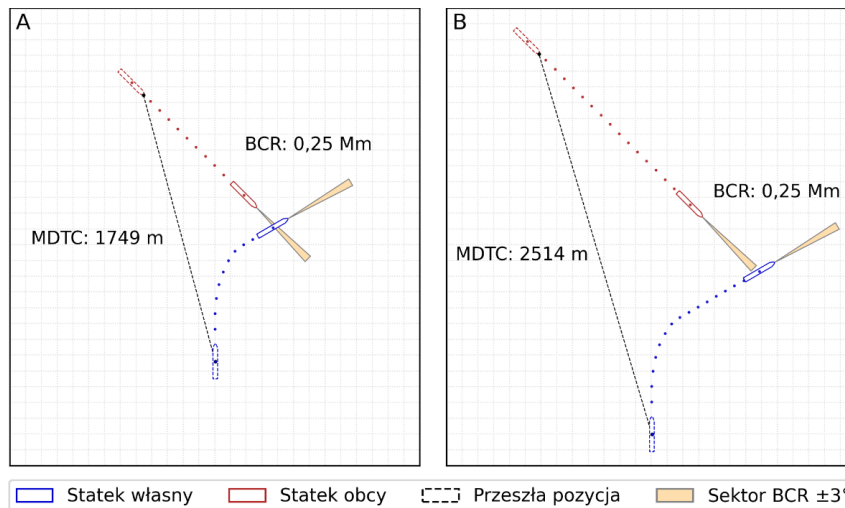 A
BCR: 0,25 Mm
MDTC: 1749 m
B
BCR: 0,25 Mm
MDTC: 2514 m
Statek własny
Statek obcy
Przeszła pozycja
Sektor BCR ±3°